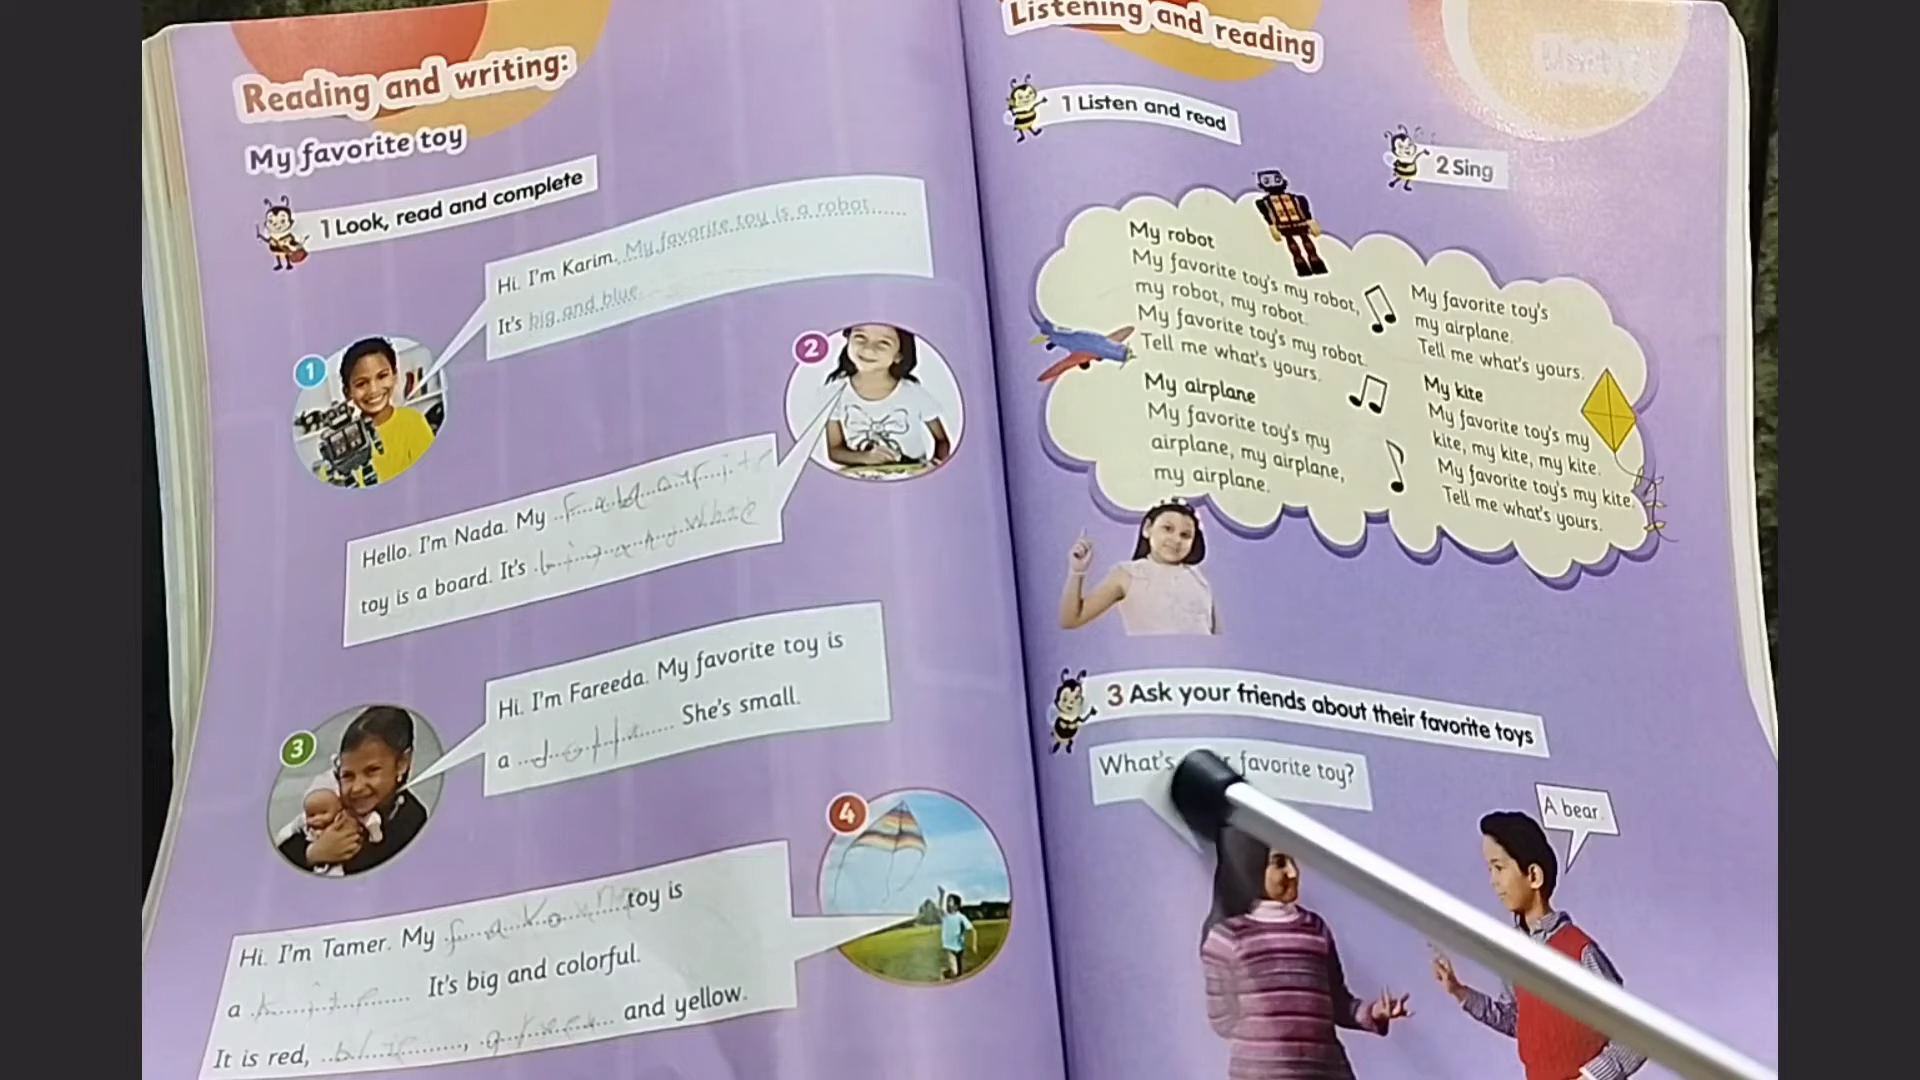 Reading and writing:
My favorite toy
1 Look, read and complete
1
Hi. I'm Karim. My favorite toy is a robot
It's big and blue
2
Hello. I'm Nada. My
toy is a board. It's
3
Hi. I'm Fareeda. My favorite toy is
a She's small.
4
Hi. I'm Tamer. My toy is
a kite It's big and colorful.
It is red, , and yellow.
Listening and reading
1 Listen and read
2 Sing
My robot
My favorite toy's my robot,
my robot, my robot.
My favorite toy's my robot.
Tell me what's yours.
My airplane
My favorite toy's my
airplane, my airplane,
my airplane.
My favorite toy's
my airplane.
Tell me what's yours.
My kite
My favorite toy's my
kite, my kite, my kite.
My favorite toy's my kite.
Tell me what's yours.
3 Ask your friends about their favorite toys
What's favorite toy?
A bear.